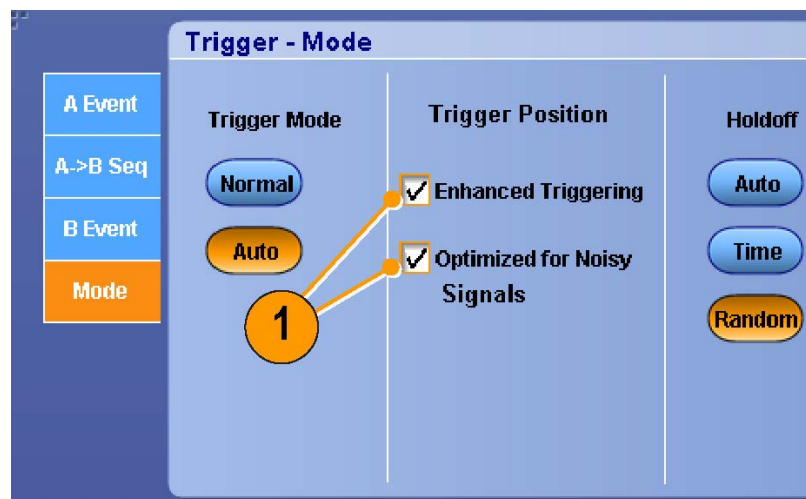 Trigger - Mode
A Event
A->B Seq
B Event
Mode
Trigger Mode
Normal
Auto
1
Trigger Position
Enhanced Triggering
Optimized for Noisy
Signals
Holdoff
Auto
Time
Random